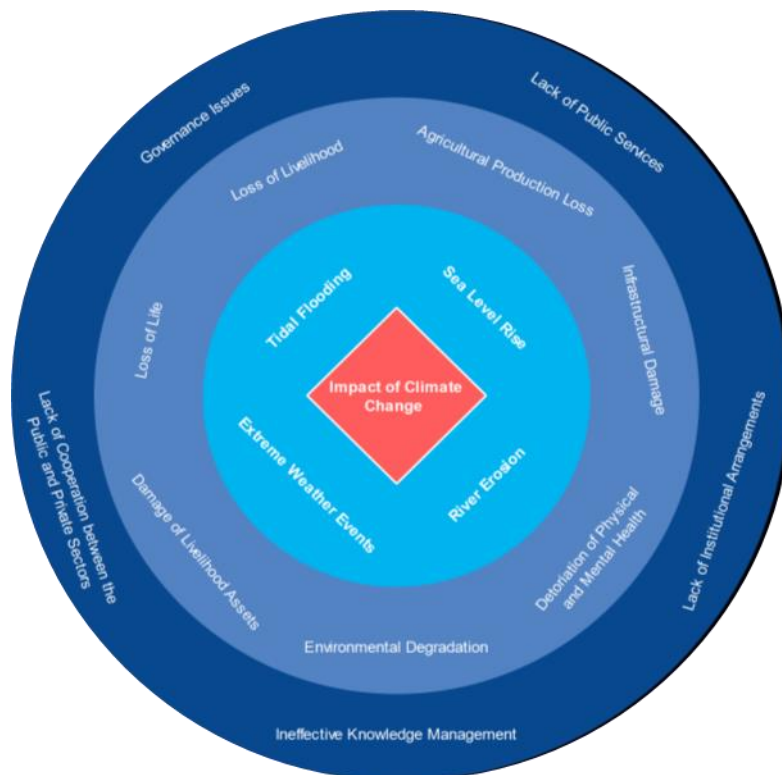 Governance Issues
Lack of Public Services
Loss of Livelihood
Agricultural Production Loss
Tidal Flooding
Sea Level Rise
Infrastructural Damage
Loss of Life
Impact of Climate
Change
Lack of Cooperation between the
Public and Private Sectors
Extreme Weather Events
River Erosion
Lack of Institutional Arrangements
Damage of Livelihood Assets
Detoriation of Physical
and Mental Health
Environmental Degradation
Ineffective Knowledge Management